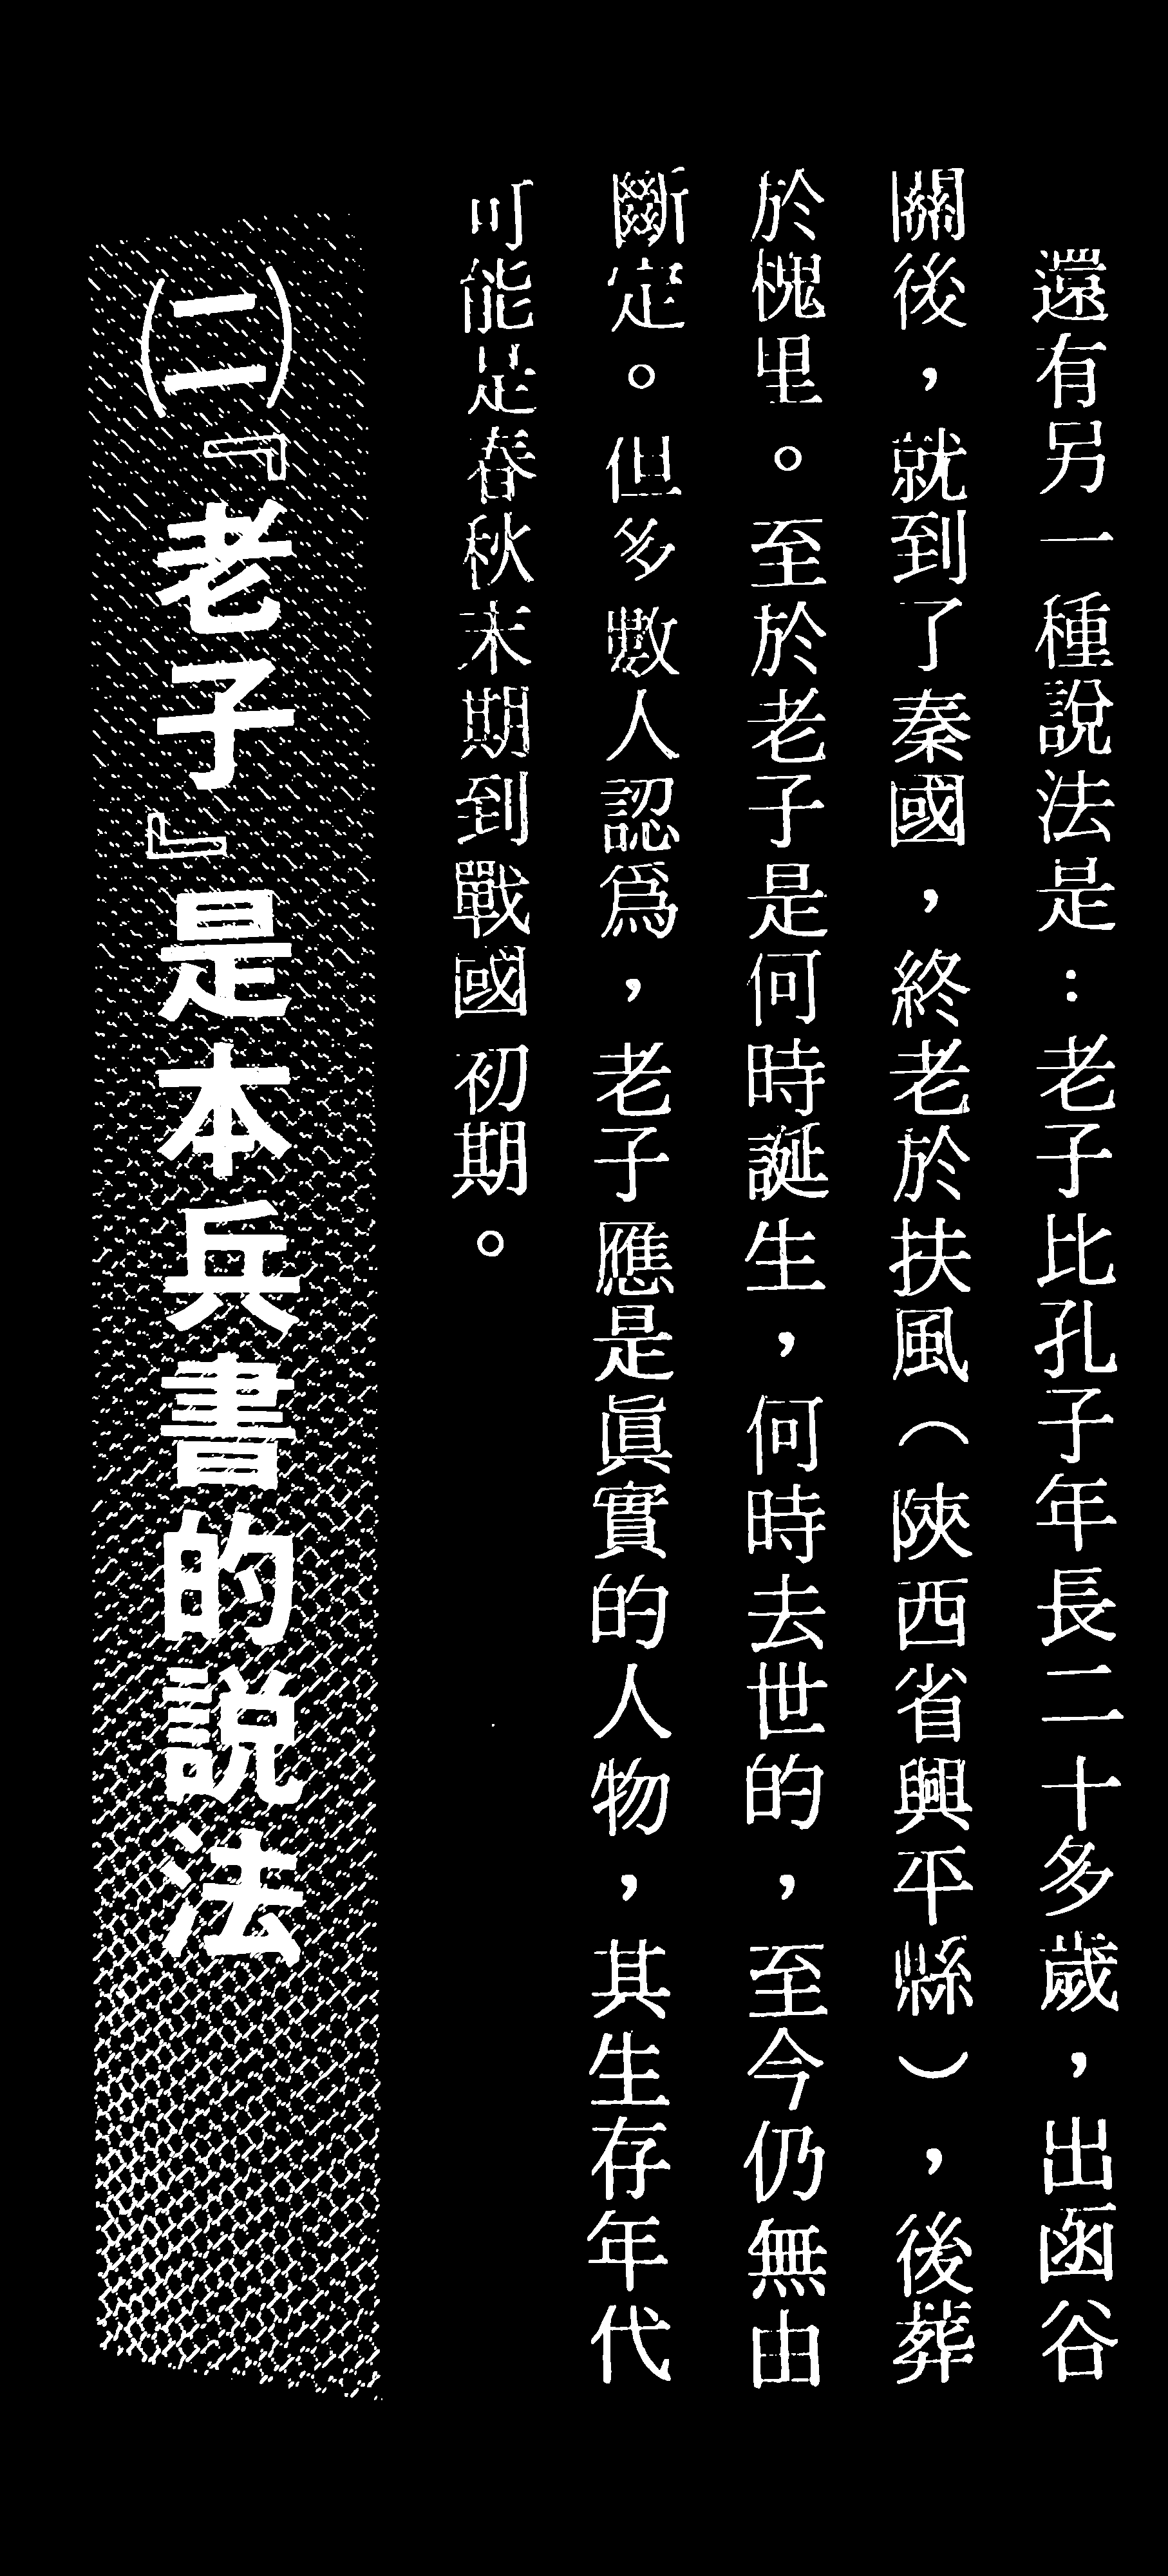 還有另一種說法是：老子比孔子年長二十多歲，出函谷
關後，就到了秦國，終老於扶風（陝西省興平縣），後葬
於槐里。至於老子是何時誕生，何時去世的，至今仍無由
斷定。但多數人認爲，老子應是眞實的人物，其生存年代
可能是春秋末期到戰國初期。
㈡『老子』是本兵書的說法